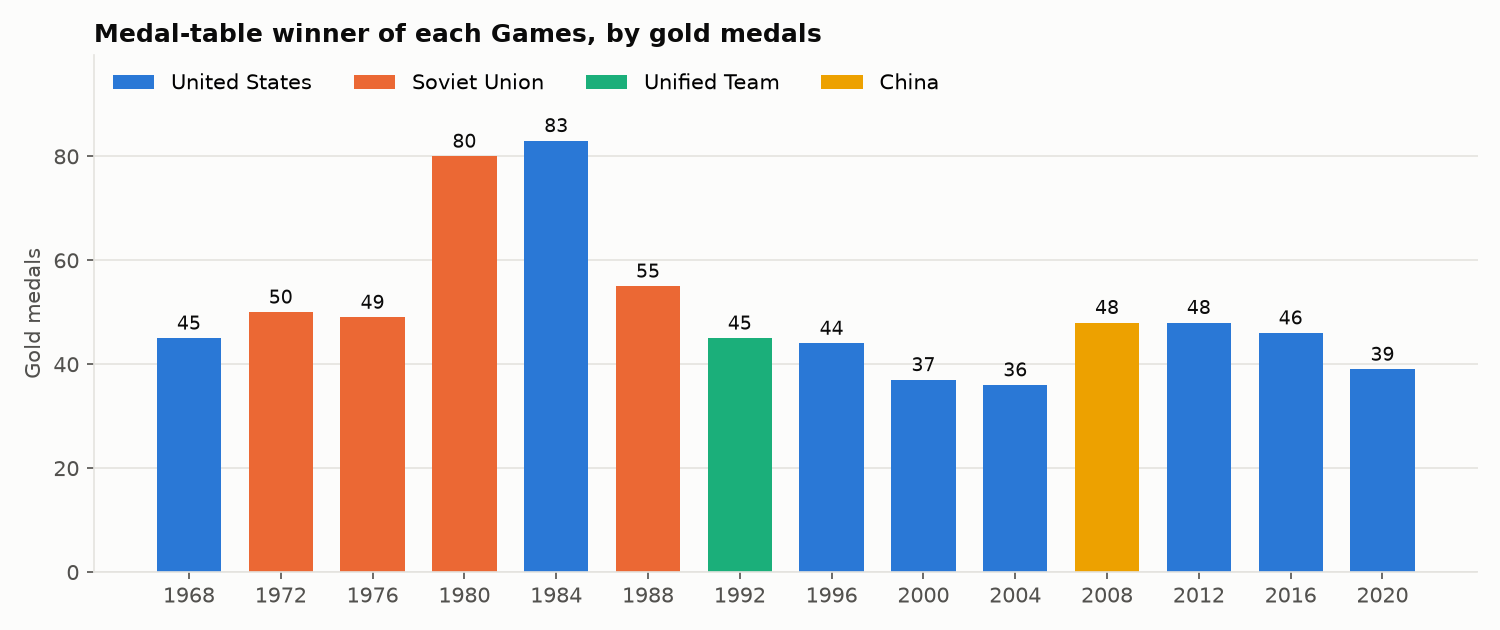 Medal-table winner of each Games, by gold medals
United States Soviet Union Unified Team China
Gold medals
80
60
40
20
0
45 50 49 80 83 55 45 44 37 36 48 48 46 39
1968 1972 1976 1980 1984 1988 1992 1996 2000 2004 2008 2012 2016 2020